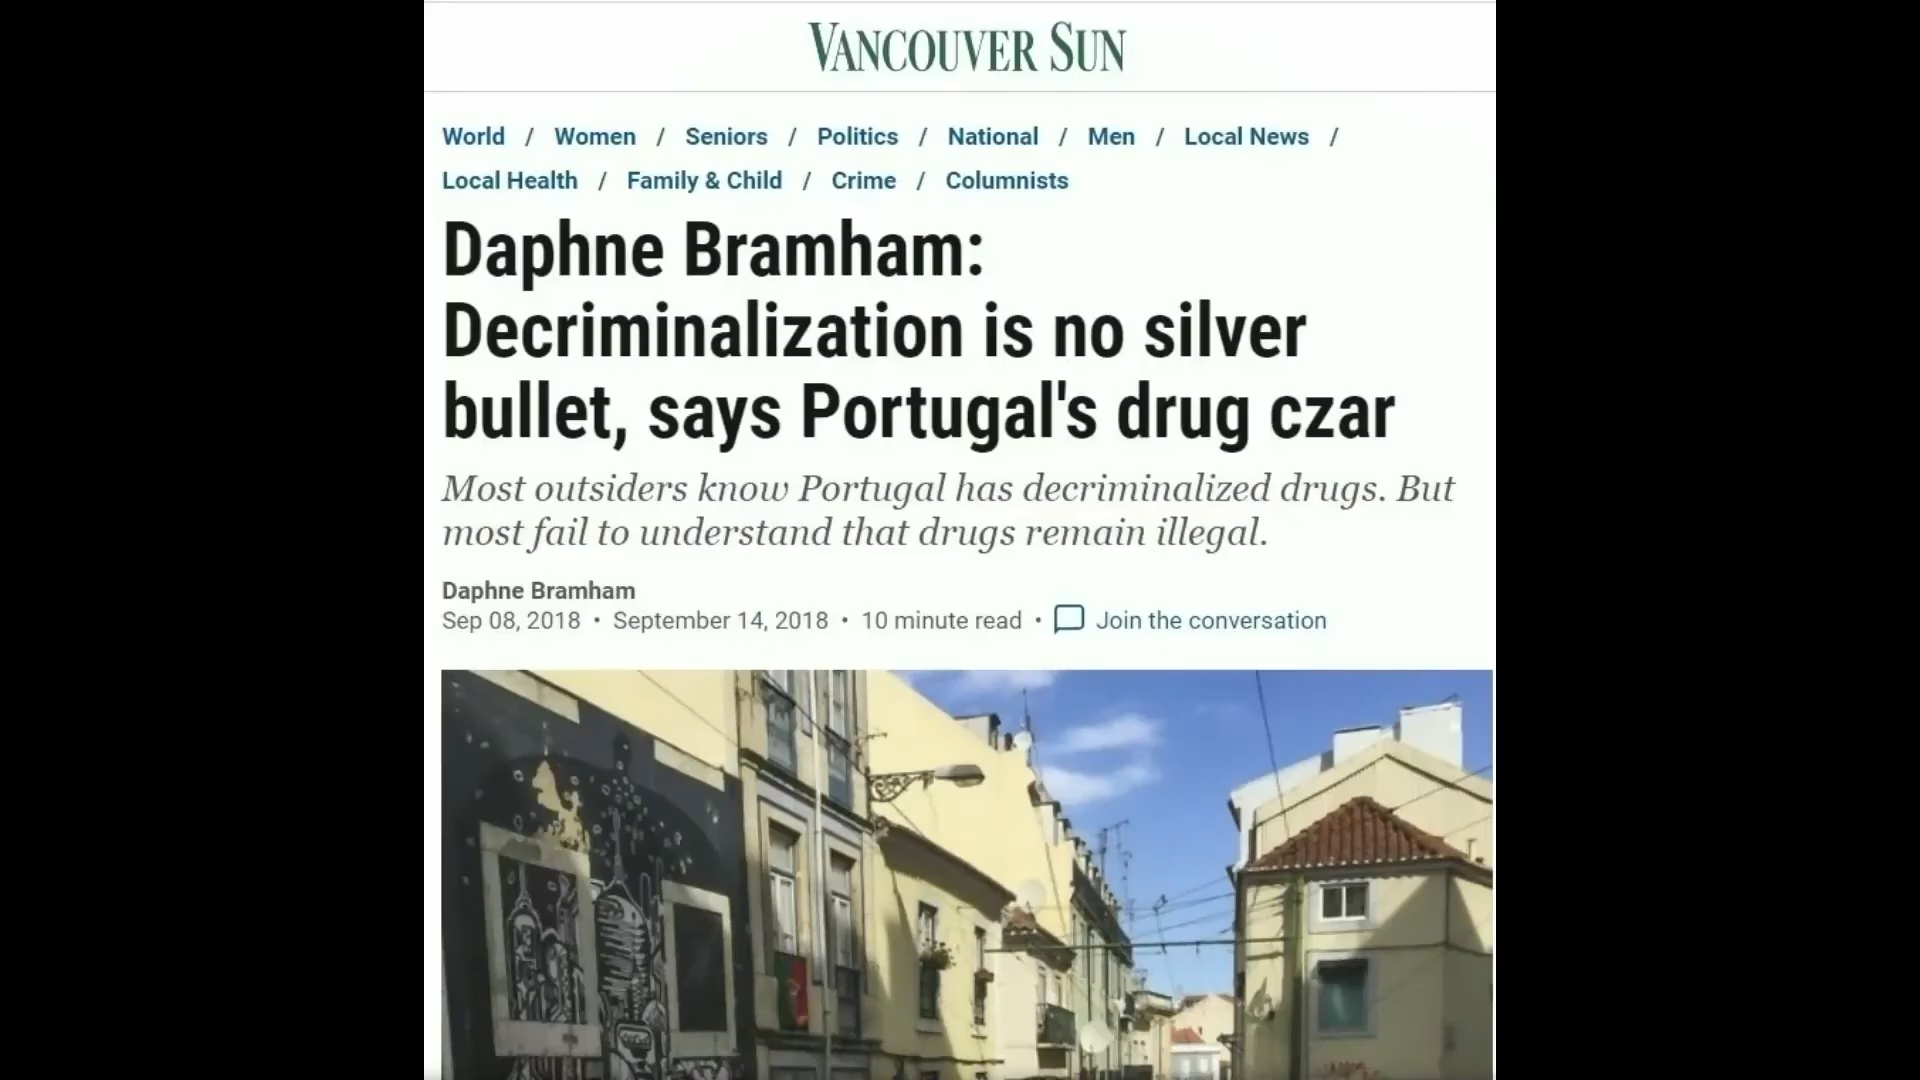 VANCOUVER SUN
World / Women / Seniors / Politics / National / Men / Local News /
Local Health / Family & Child / Crime / Columnists
Daphne Bramham:
Decriminalization is no silver
bullet, says Portugal's drug czar
Most outsiders know Portugal has decriminalized drugs. But
most fail to understand that drugs remain illegal.
Daphne Bramham
Sep 08, 2018 • September 14, 2018 • 10 minute read • Join the conversation